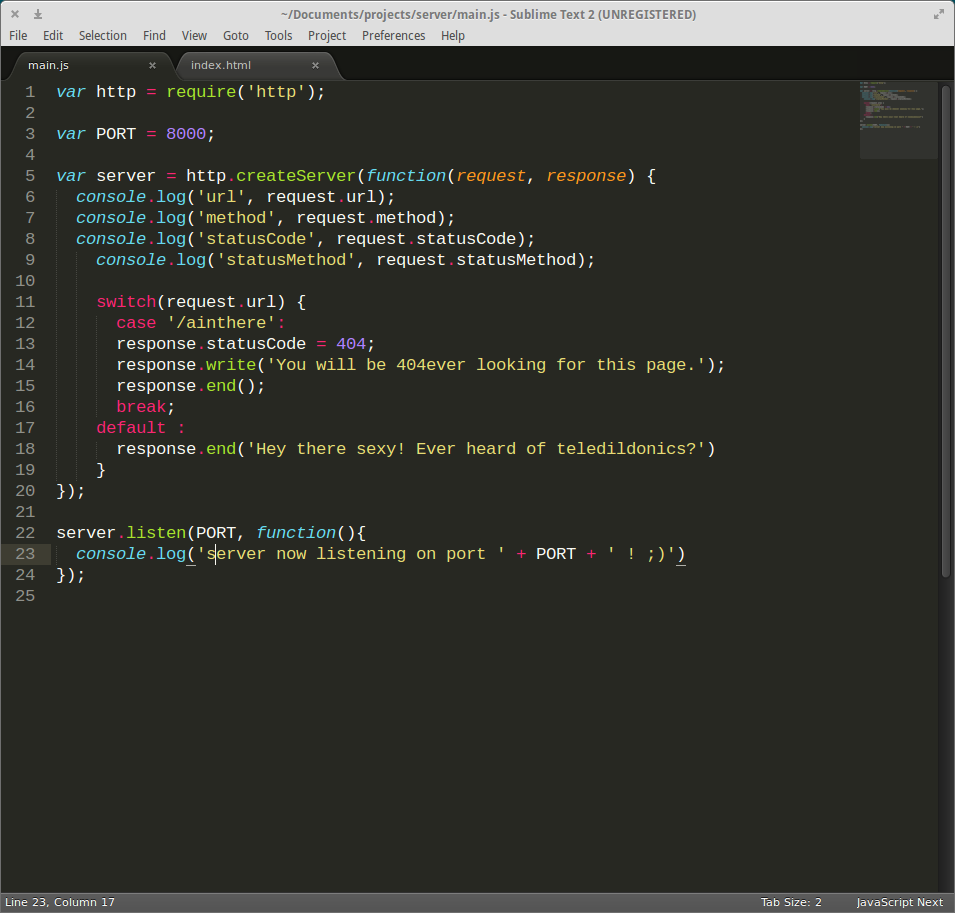 ~/Documents/projects/server/main.js - Sublime Text 2 (UNREGISTERED)
File Edit Selection Find View Goto Tools Project Preferences Help
main.js × index.html ×
1 var http = require('http');
2
3 var PORT = 8000;
4
5 var server = http.createServer(function(request, response) {
6 console.log('url', request.url);
7 console.log('method', request.method);
8 console.log('statusCode', request.statusCode);
9 console.log('statusMethod', request.statusMethod);
10
11 switch(request.url) {
12 case '/ainthere':
13 response.statusCode = 404;
14 response.write('You will be 404ever looking for this page.');
15 response.end();
16 break;
17 default :
18 response.end('Hey there sexy! Ever heard of teledildonics?')
19 }
20 });
21
22 server.listen(PORT, function(){
23 console.log('server now listening on port ' + PORT + ' ! ;)')
24 });
25
Line 23, Column 17 Tab Size: 2 JavaScript Next